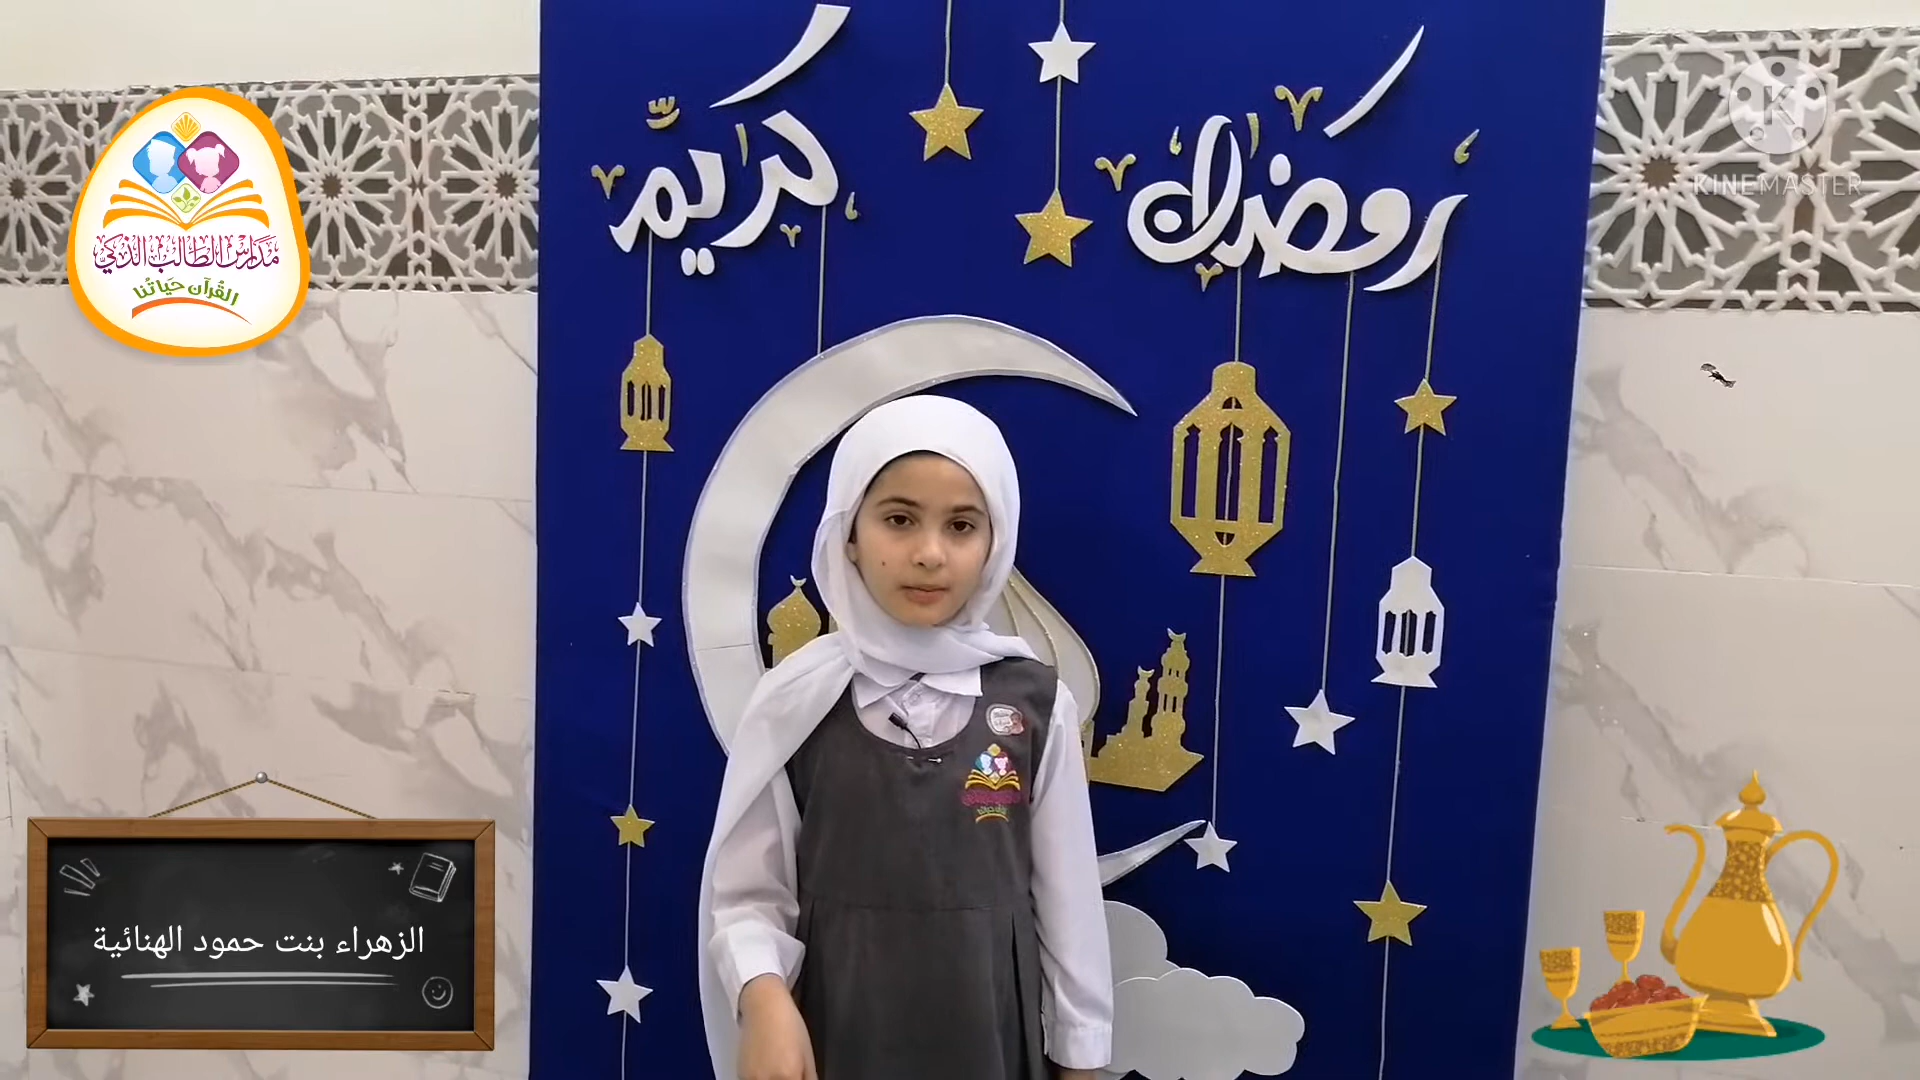 رمضان كريم
مدارس الطالب الذكي
القرآن حياتنا
KINEMASTER
الزهراء بنت حمود الهنائية